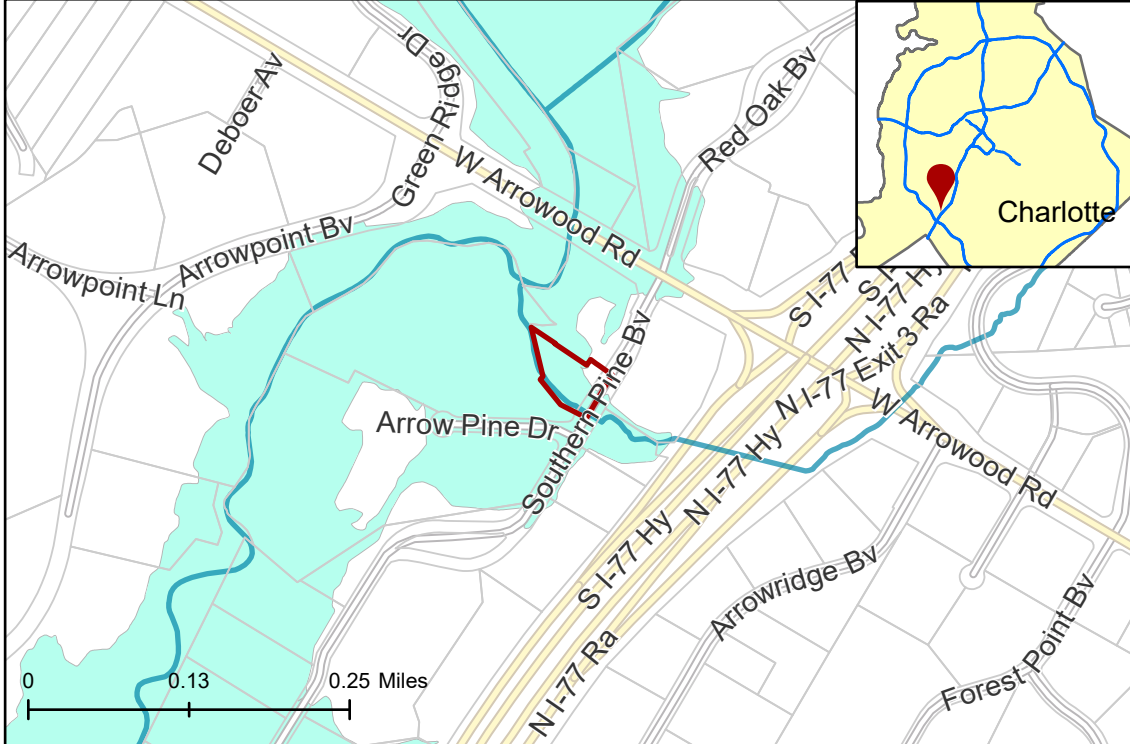 Green Ridge Dr
Deboer Av
Red Oak Bv
W Arrowood Rd
Charlotte
Arrowpoint Bv
Arrowpoint Ln
S I-77
S I-
N I-77 Hy
N I-77 Exit 3 Ra
Southern Pine Bv
Arrow Pine Dr
W Arrowood Rd
N I-77 Hy
S I-77 Hy
Arrowridge Bv
Forest Point Bv
N I-77 Ra
0 0.13 0.25 Miles